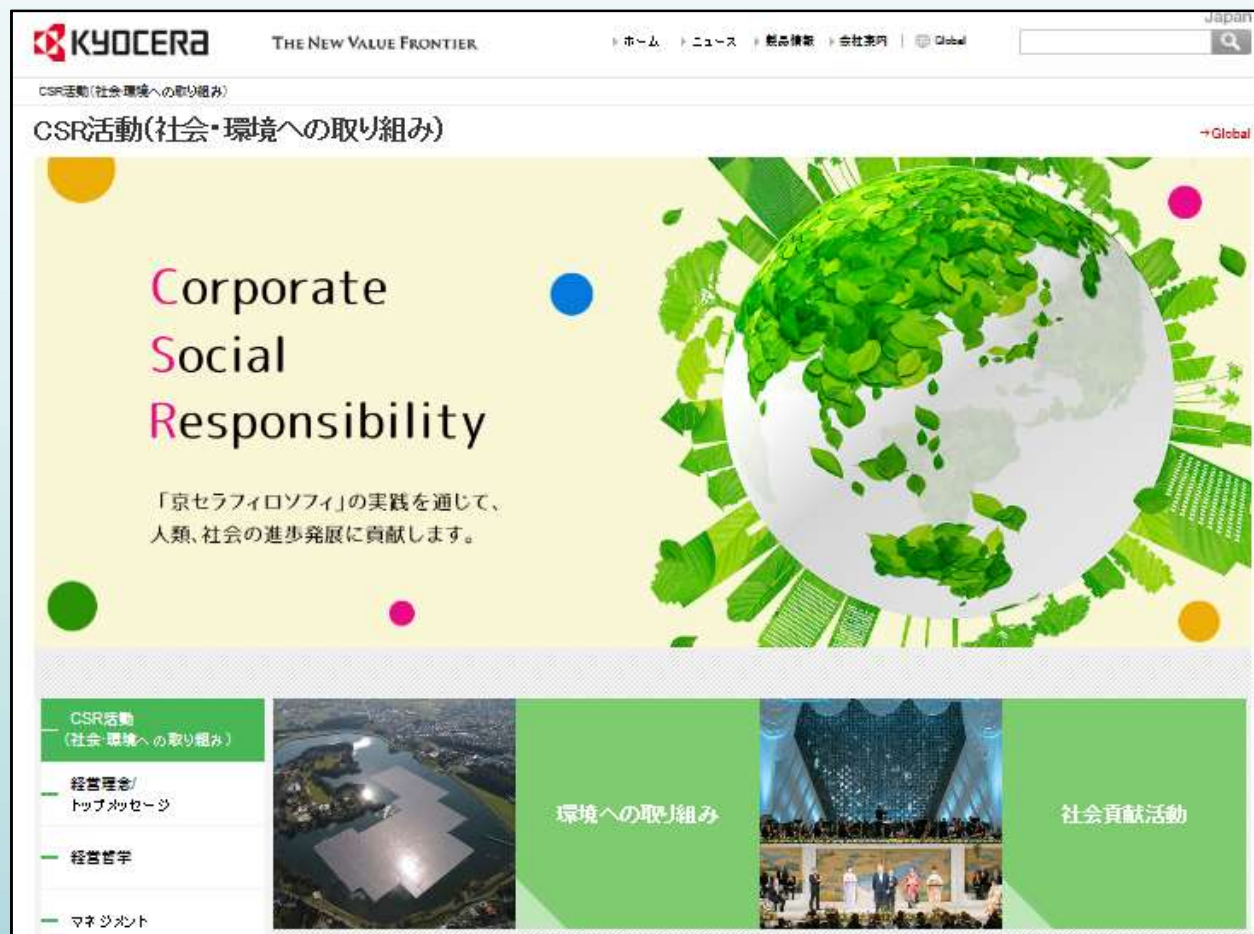 Japan
KYOCERA
THE NEW VALUE FRONTIER
ホーム ニュース 製品情報 会社案内 | Global
CSR活動(社会・環境への取り組み)
CSR活動(社会・環境への取り組み)
→Global
Corporate
Social
Responsibility
「京セラフィロソフィ」の実践を通じて、
人類、社会の進歩発展に貢献します。
CSR活動
(社会・環境への取り組み)
経営理念/
トップメッセージ
経営哲学
マネジメント
環境への取り組み
社会貢献活動